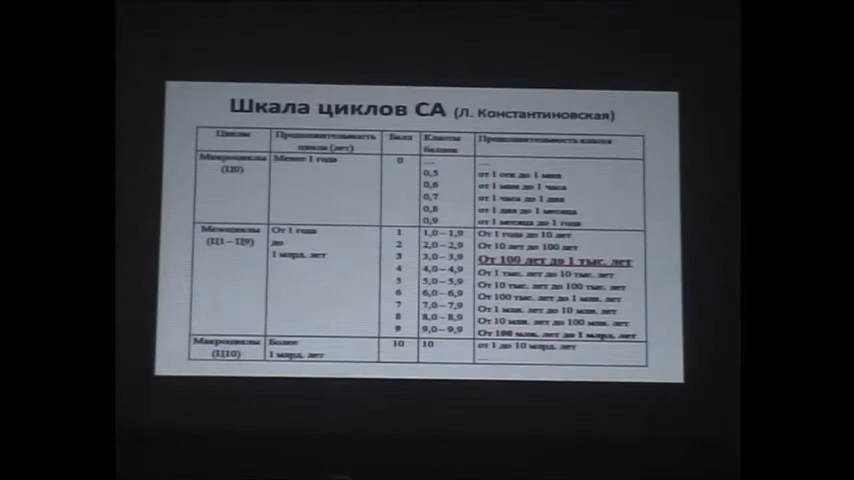 Шкала циклов СА (Л. Константиновская)
Циклы Продолжительность цикла (лет) Балл Классы баллов Продолжительность класса
Микроциклы (Ц0) Менее 1 года 0 — —
0,5 от 1 сек до 1 мин
0,6 от 1 мин до 1 часа
0,7 от 1 часа до 1 дня
0,8 от 1 дня до 1 месяца
0,9 от 1 месяца до 1 года
Мезоциклы (Ц1 – Ц9) От 1 года до 1 млрд. лет 1 1,0 – 1,9 От 1 года до 10 лет
2 2,0 – 2,9 От 10 лет до 100 лет
3 3,0 – 3,9 От 100 лет до 1 тыс. лет
4 4,0 – 4,9 От 1 тыс. лет до 10 тыс. лет
5 5,0 – 5,9 От 10 тыс. лет до 100 тыс. лет
6 6,0 – 6,9 От 100 тыс. лет до 1 млн. лет
7 7,0 – 7,9 От 1 млн. лет до 10 млн. лет
8 8,0 – 8,9 От 10 млн. лет до 100 млн. лет
9 9,0 – 9,9 От 100 млн. лет до 1 млрд. лет
Макроциклы (Ц10) Более 1 млрд. лет 10 10 от 1 до 10 млрд. лет
—